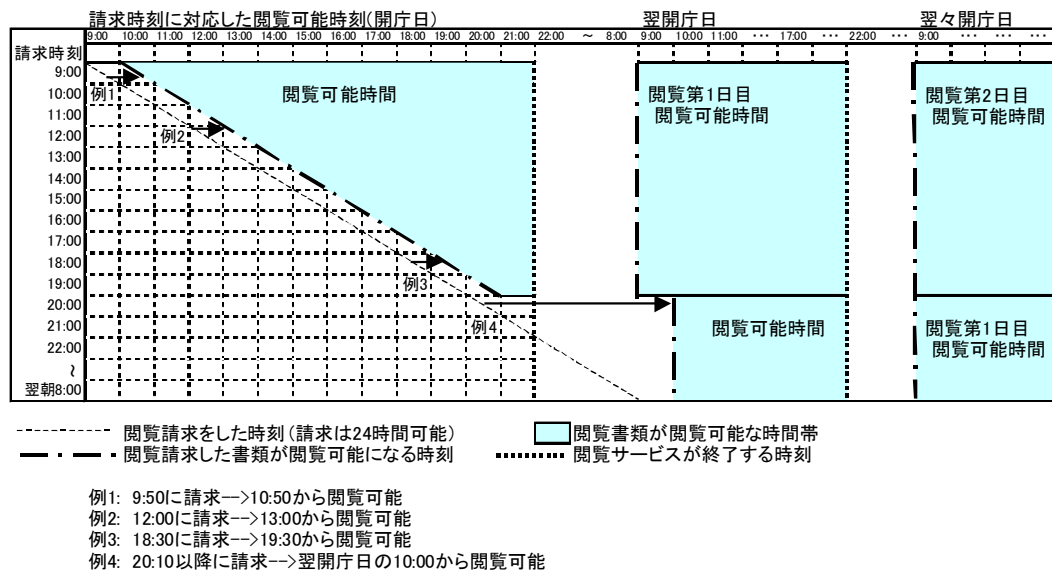 請求時刻に対応した閲覧可能時刻(開庁日) 翌開庁日 翌々開庁日
9:00 10:00 11:00 12:00 13:00 14:00 15:00 16:00 17:00 18:00 19:00 20:00 21:00 22:00 ～ 8:00 9:00 10:00 11:00 … 17:00 … 22:00 … 9:00 … … …
請求時刻
9:00
10:00
11:00
12:00
13:00
14:00
15:00
16:00
17:00
18:00
19:00
20:00
21:00
22:00
～
翌朝8:00
例1
例2
例3
例4
閲覧可能時間
閲覧第1日目
閲覧可能時間
閲覧第2日目
閲覧可能時間
閲覧可能時間
閲覧第1日目
閲覧可能時間
閲覧請求をした時刻(請求は24時間可能)
閲覧書類が閲覧可能な時間帯
閲覧請求した書類が閲覧可能になる時刻
閲覧サービスが終了する時刻
例1: 9:50に請求-->10:50から閲覧可能
例2: 12:00に請求-->13:00から閲覧可能
例3: 18:30に請求-->19:30から閲覧可能
例4: 20:10以降に請求-->翌開庁日の10:00から閲覧可能